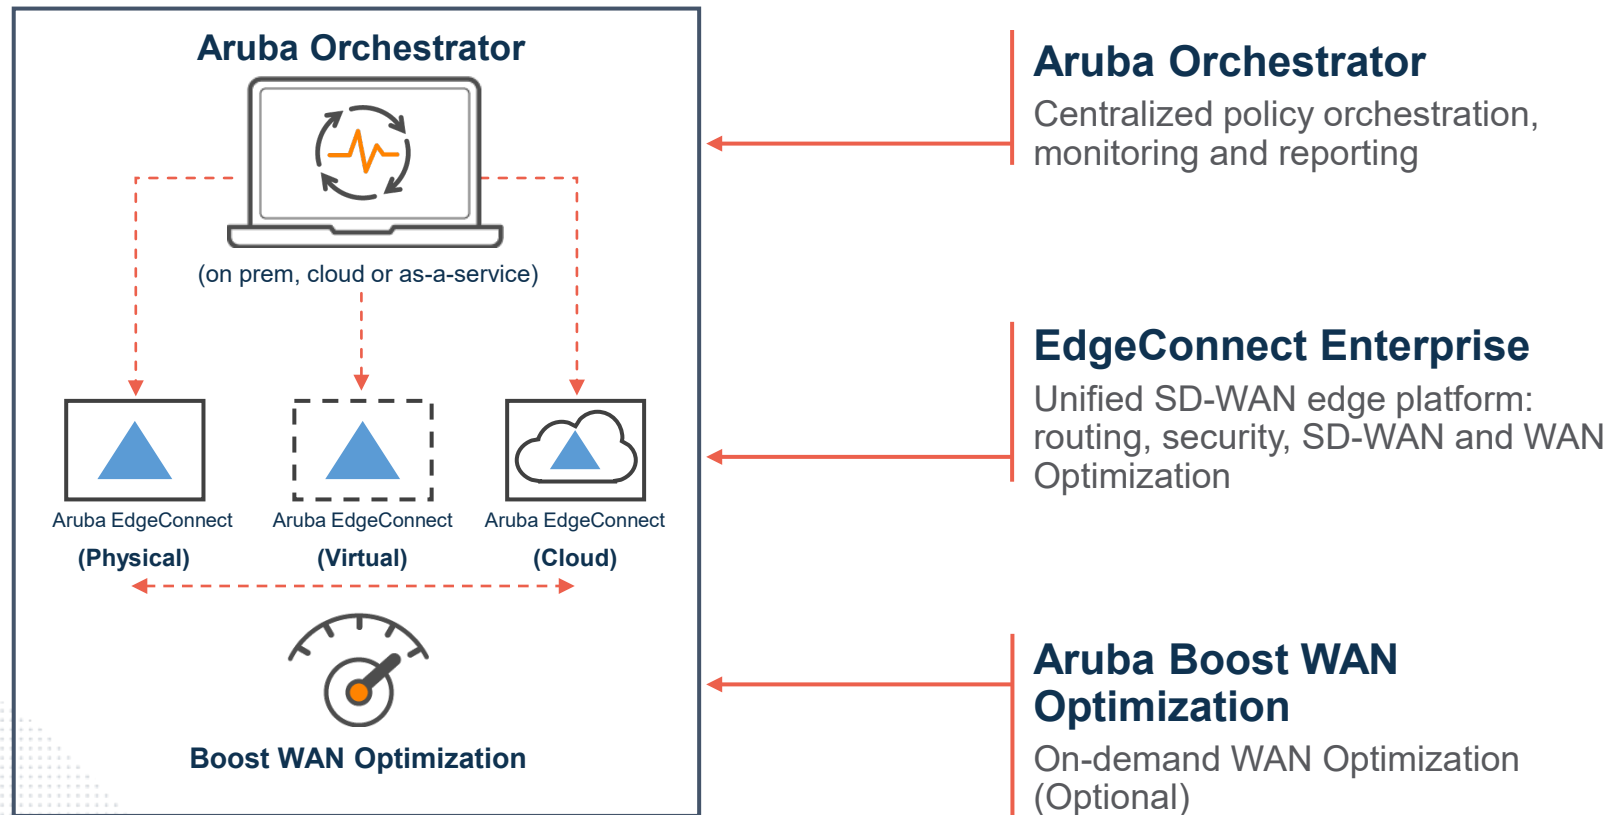 Aruba Orchestrator
(on prem, cloud or as-a-service)
Aruba EdgeConnect
(Physical)
Aruba EdgeConnect
(Virtual)
Aruba EdgeConnect
(Cloud)
Boost WAN Optimization
Aruba Orchestrator
Centralized policy orchestration,
monitoring and reporting
EdgeConnect Enterprise
Unified SD-WAN edge platform:
routing, security, SD-WAN and WAN
Optimization
Aruba Boost WAN
Optimization
On-demand WAN Optimization
(Optional)